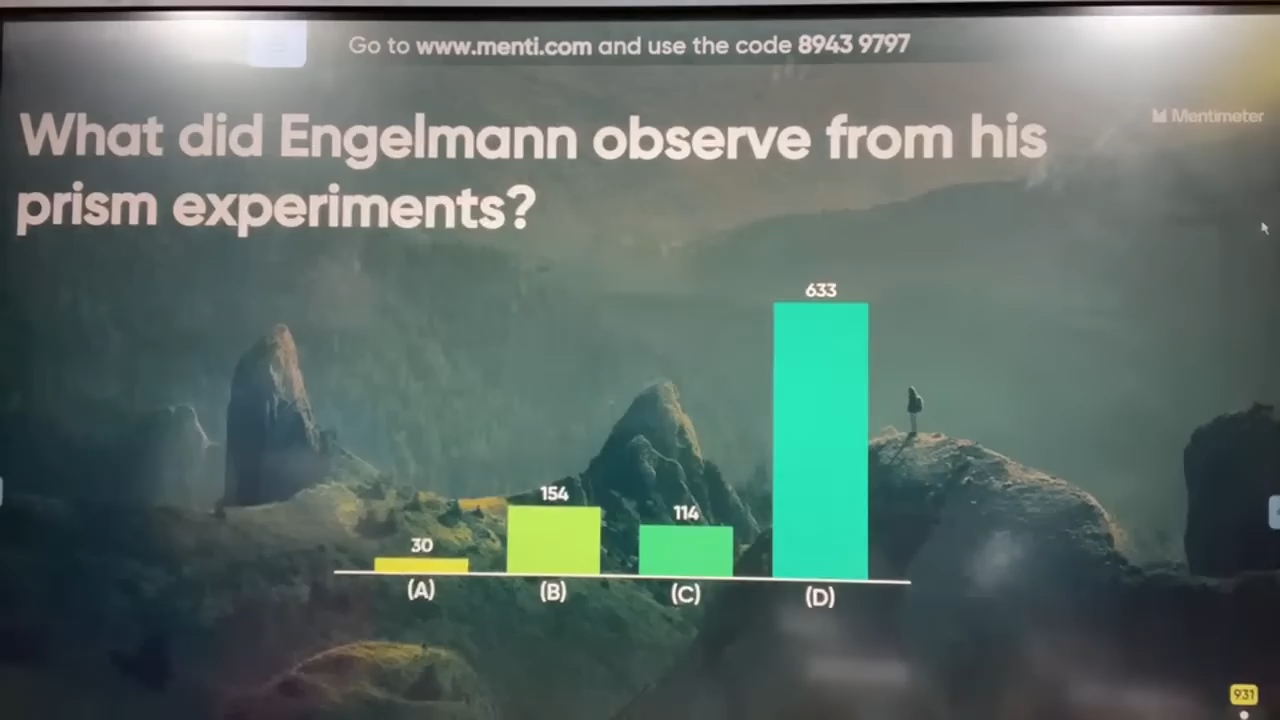 Go to www.menti.com and use the code 8943 9797
Mentimeter
What did Engelmann observe from his
prism experiments?
633
154
114
30
(A)
(B)
(C)
(D)
931